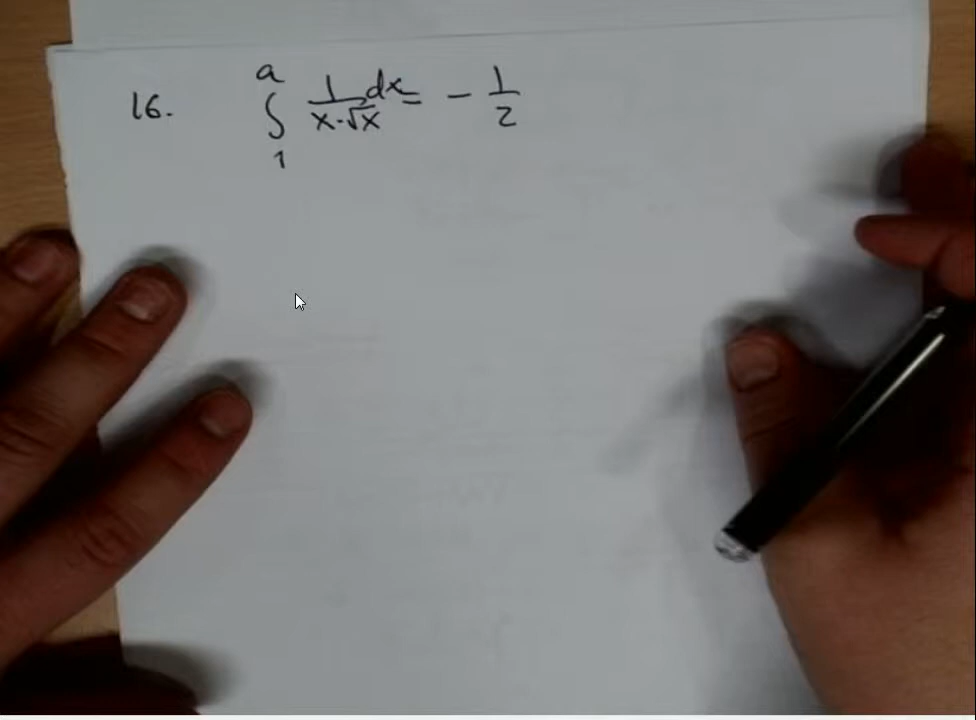 16. ∫₁ᵃ 1/(x·√x) dx = - 1/2